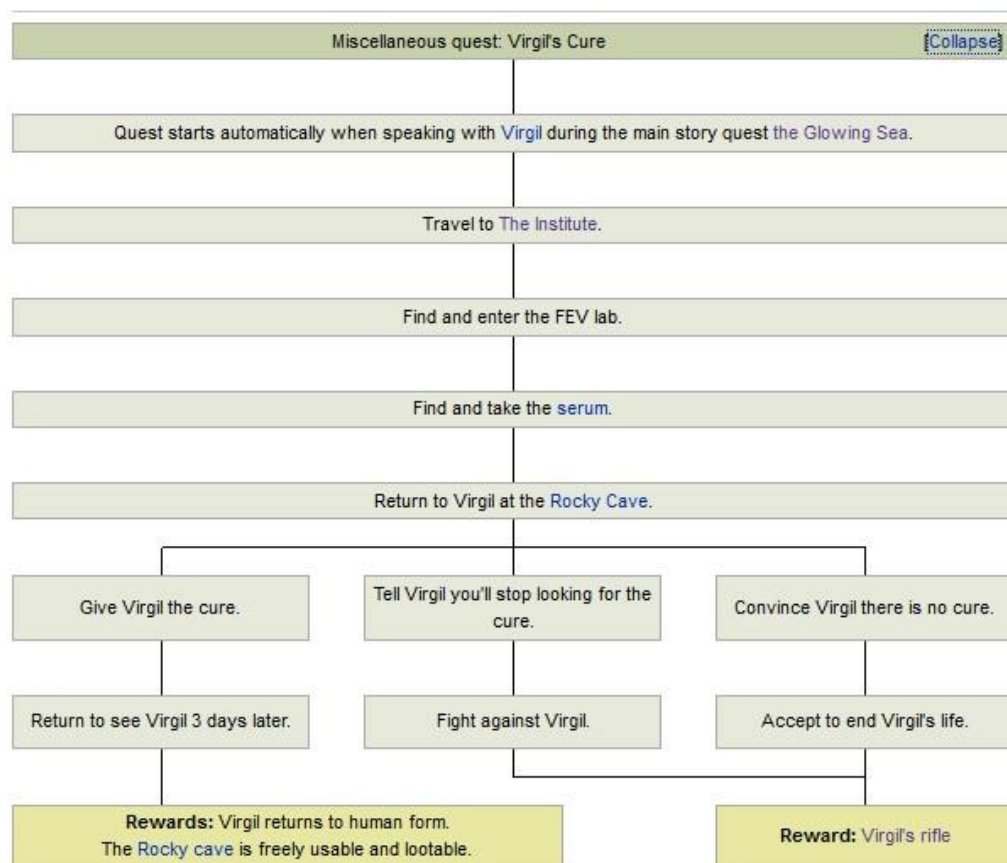 Miscellaneous quest: Virgil's Cure
[Collapse]
Quest starts automatically when speaking with Virgil during the main story quest the Glowing Sea.
Travel to The Institute.
Find and enter the FEV lab.
Find and take the serum.
Return to Virgil at the Rocky Cave.
Give Virgil the cure.
Tell Virgil you'll stop looking for the
cure.
Convince Virgil there is no cure.
Return to see Virgil 3 days later.
Fight against Virgil.
Accept to end Virgil's life.
Rewards: Virgil returns to human form.
The Rocky cave is freely usable and lootable.
Reward: Virgil's rifle